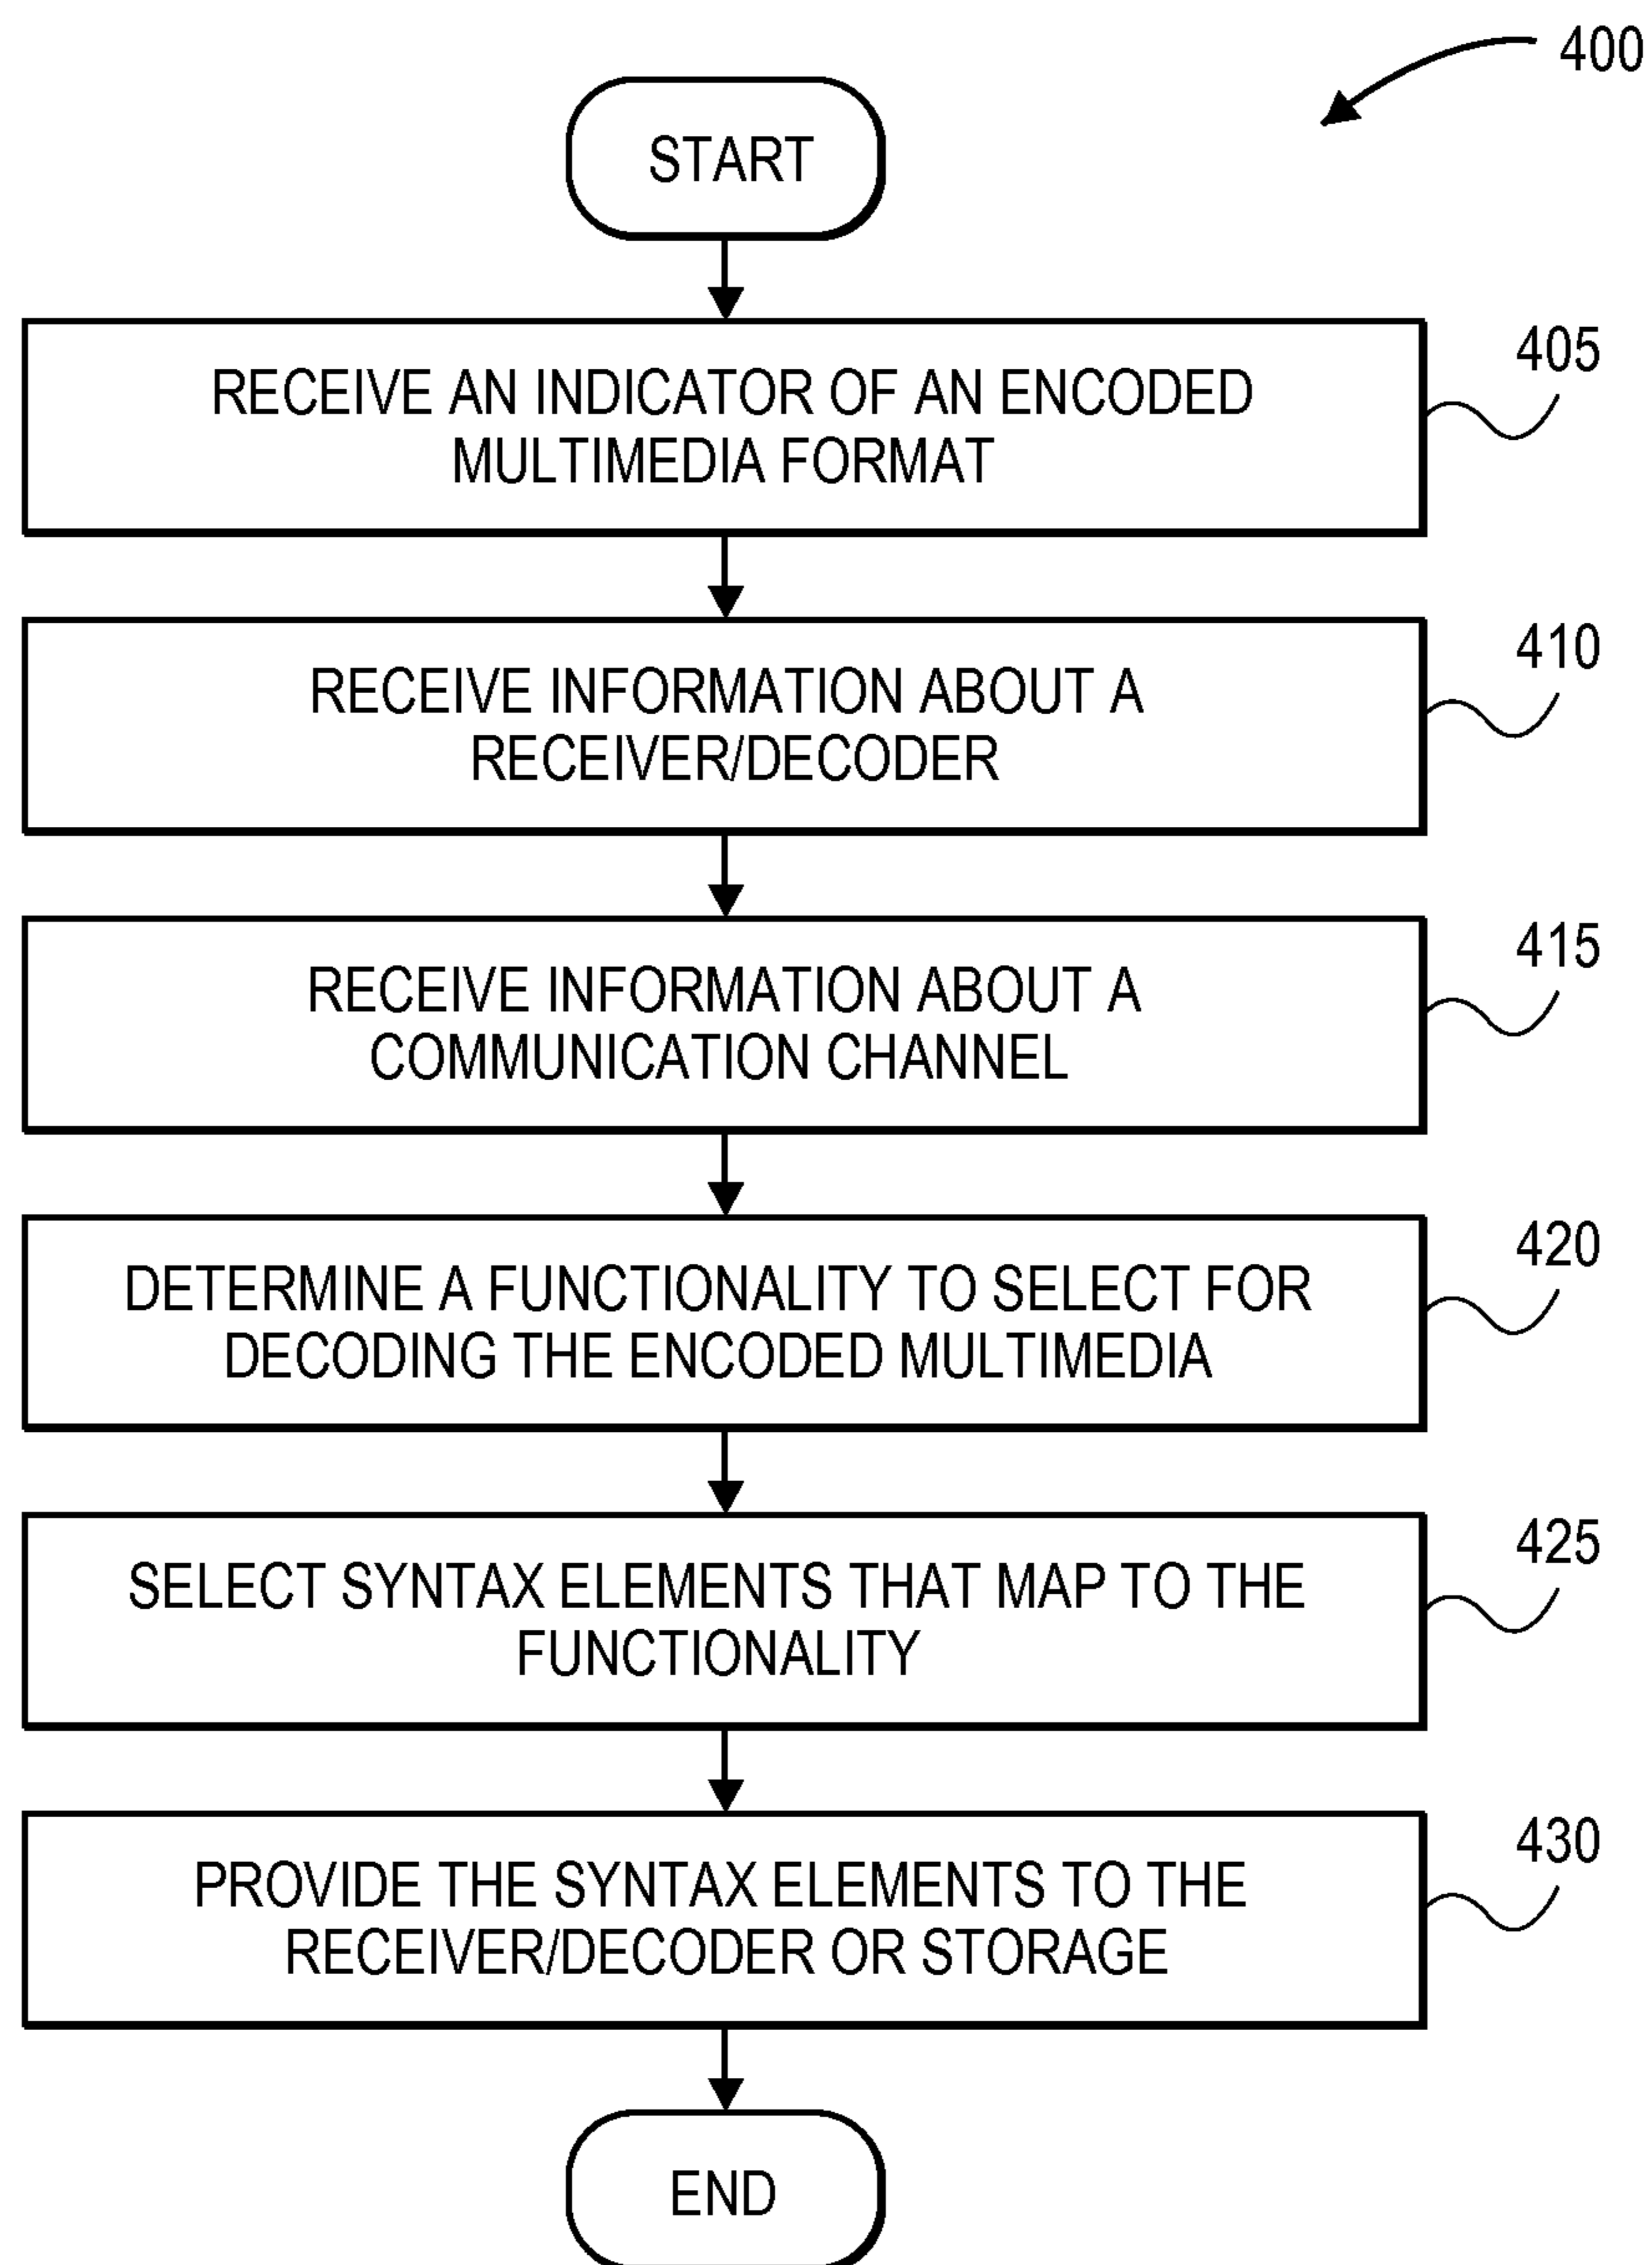 400
START
405
RECEIVE AN INDICATOR OF AN ENCODED
MULTIMEDIA FORMAT
410
RECEIVE INFORMATION ABOUT A
RECEIVER/DECODER
415
RECEIVE INFORMATION ABOUT A
COMMUNICATION CHANNEL
420
DETERMINE A FUNCTIONALITY TO SELECT FOR
DECODING THE ENCODED MULTIMEDIA
425
SELECT SYNTAX ELEMENTS THAT MAP TO THE
FUNCTIONALITY
430
PROVIDE THE SYNTAX ELEMENTS TO THE
RECEIVER/DECODER OR STORAGE
END